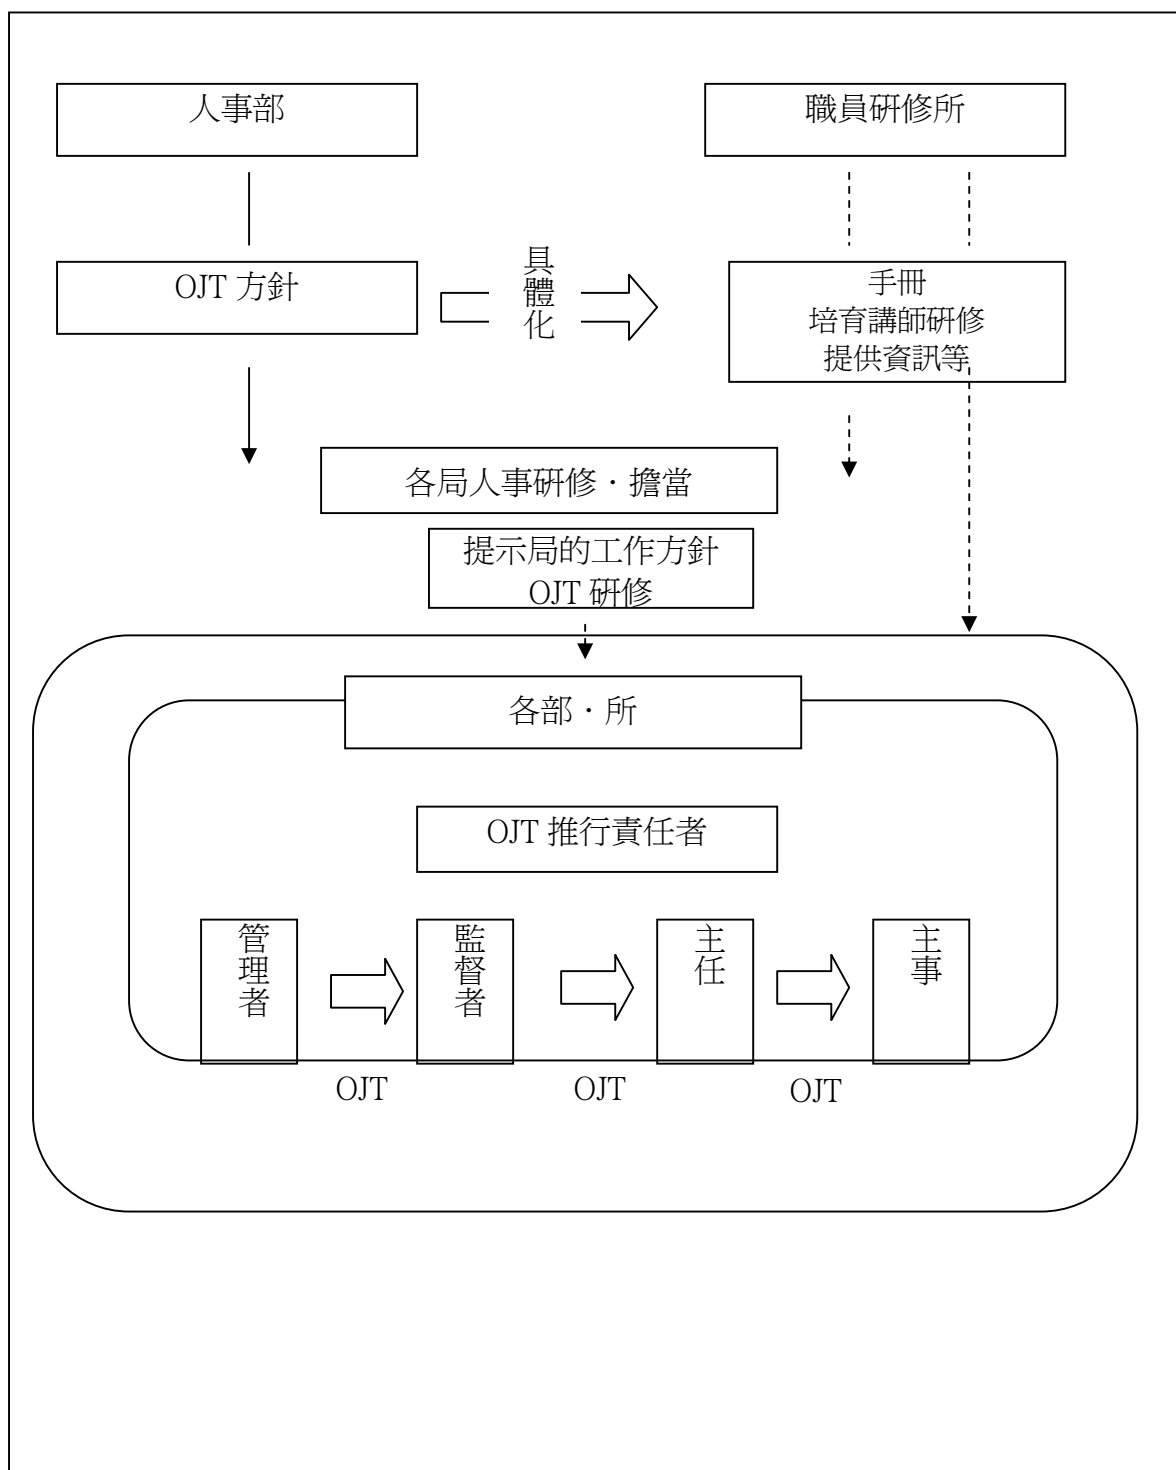 人事部
職員研修所
OJT 方針
具體化
手冊
培育講師研修
提供資訊等
各局人事研修．擔當
提示局的工作方針
OJT 研修
各部．所
OJT 推行責任者
管理者
監督者
主任
主事
OJT
OJT
OJT